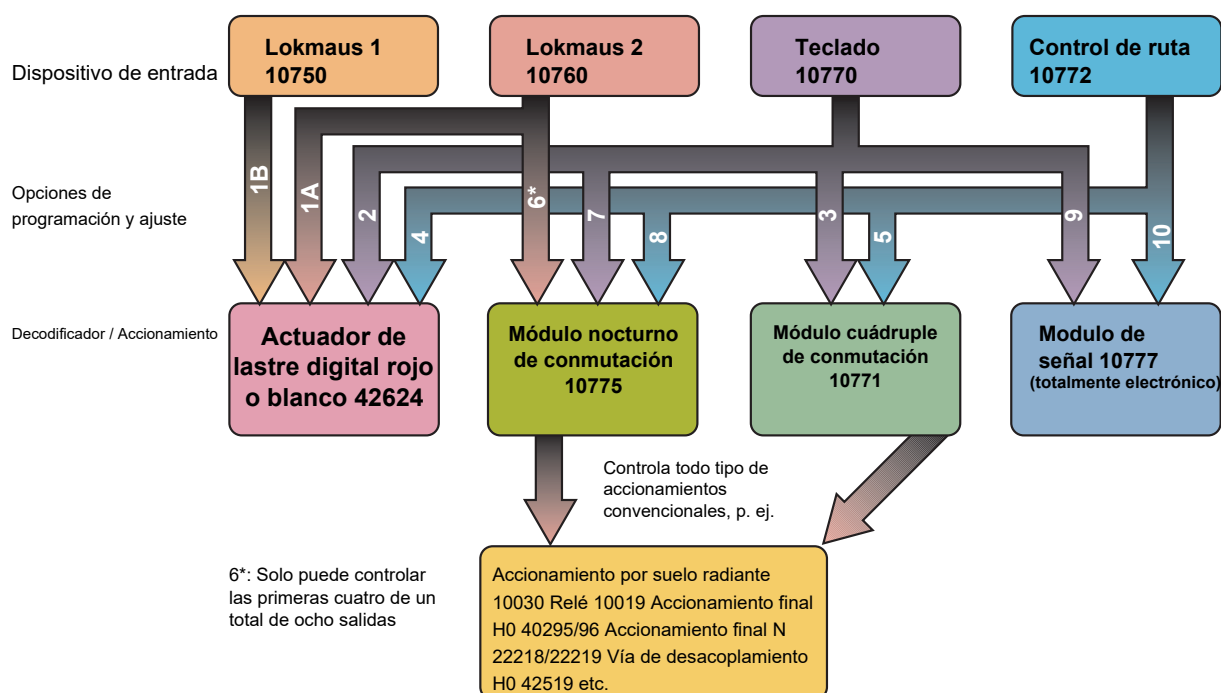 Dispositivo de entrada
Lokmaus 1
10750
Lokmaus 2
10760
Teclado
10770
Control de ruta
10772
Opciones de
programación y ajuste
1B
1A
2
4
6*
7
8
3
5
9
10
Decodificador / Accionamiento
Actuador de
lastre digital rojo
o blanco 42624
Módulo nocturno
de conmutación
10775
Módulo cuádruple
de conmutación
10771
Modulo de
señal 10777
(totalmente electrónico)
Controla todo tipo de
accionamientos
convencionales, p. ej.
6*: Solo puede controlar
las primeras cuatro de un
total de ocho salidas
Accionamiento por suelo radiante
10030 Relé 10019 Accionamiento final
H0 40295/96 Accionamiento final N
22218/22219 Vía de desacoplamiento
H0 42519 etc.